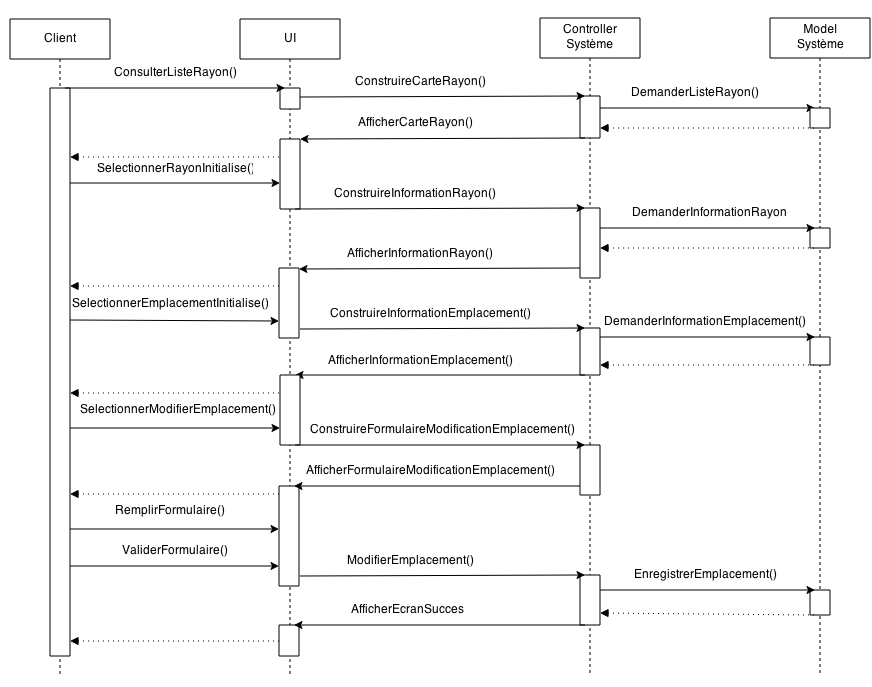 Client
UI
Controller
Système
Model
Système
ConsulterListeRayon()
ConstruireCarteRayon()
DemanderListeRayon()
AfficherCarteRayon()
SelectionnerRayonInitialise()
ConstruireInformationRayon()
DemanderInformationRayon
AfficherInformationRayon()
SelectionnerEmplacementInitialise()
ConstruireInformationEmplacement()
DemanderInformationEmplacement()
AfficherInformationEmplacement()
SelectionnerModifierEmplacement()
ConstruireFormulaireModificationEmplacement()
AfficherFormulaireModificationEmplacement()
RemplirFormulaire()
ValiderFormulaire()
ModifierEmplacement()
EnregistrerEmplacement()
AfficherEcranSucces